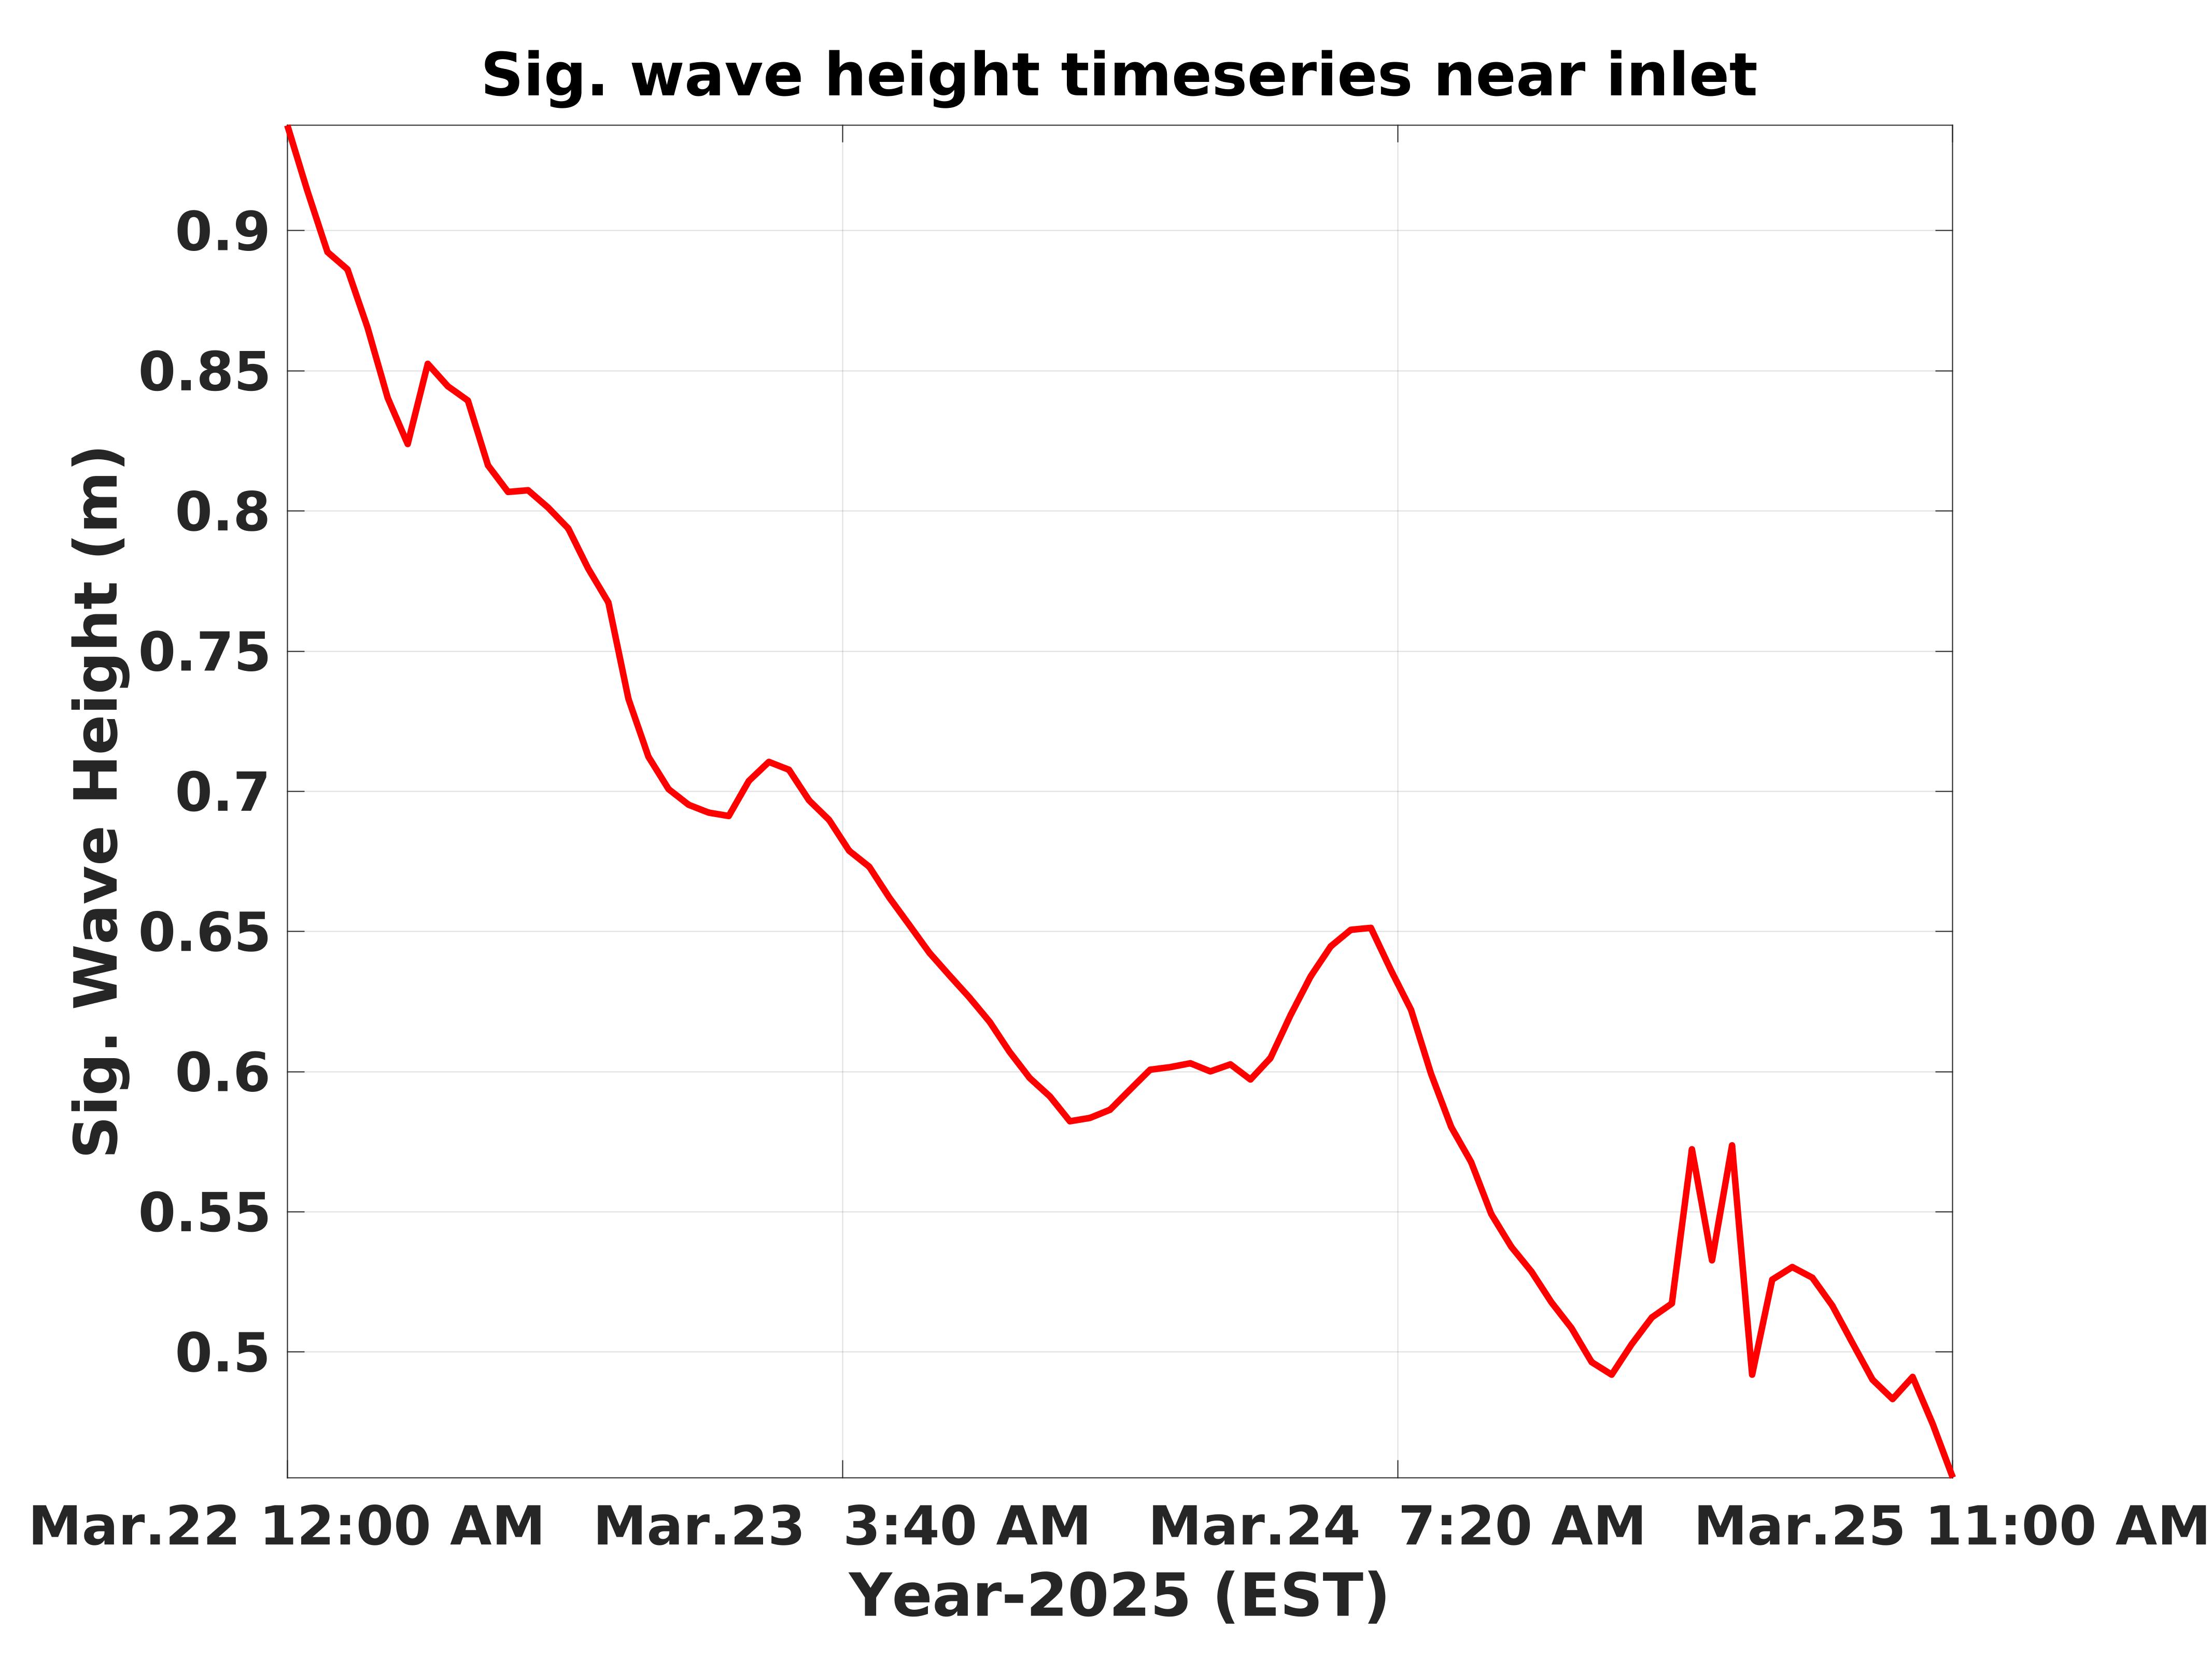 Sig. wave height timeseries near inlet
Sig. Wave Height (m)
0.9
0.85
0.8
0.75
0.7
0.65
0.6
0.55
0.5
Mar.22 12:00 AM Mar.23 3:40 AM Mar.24 7:20 AM Mar.25 11:00 AM
Year-2025 (EST)